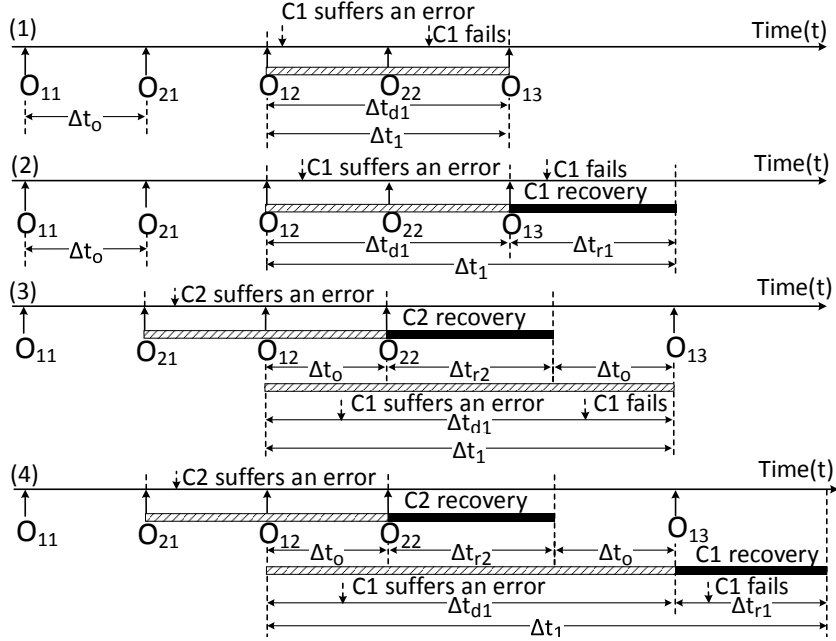 C1 suffers an error
(1) C1 fails Time(t)
O11 O21 O12 O22 O13
Δto Δtd1
Δt1
(2) C1 suffers an error C1 fails Time(t)
C1 recovery
O11 O21 O12 O22 O13
Δto Δtd1 Δtr1
Δt1
(3) C2 suffers an error Time(t)
C2 recovery
O11 O21 O12 O22 O13
Δto Δtr2 Δto
C1 suffers an error C1 fails
Δtd1
Δt1
(4) C2 suffers an error Time(t)
C2 recovery
O11 O21 O12 O22 O13
Δto Δtr2 Δto C1 recovery
C1 suffers an error C1 fails
Δtd1 Δtr1
Δt1